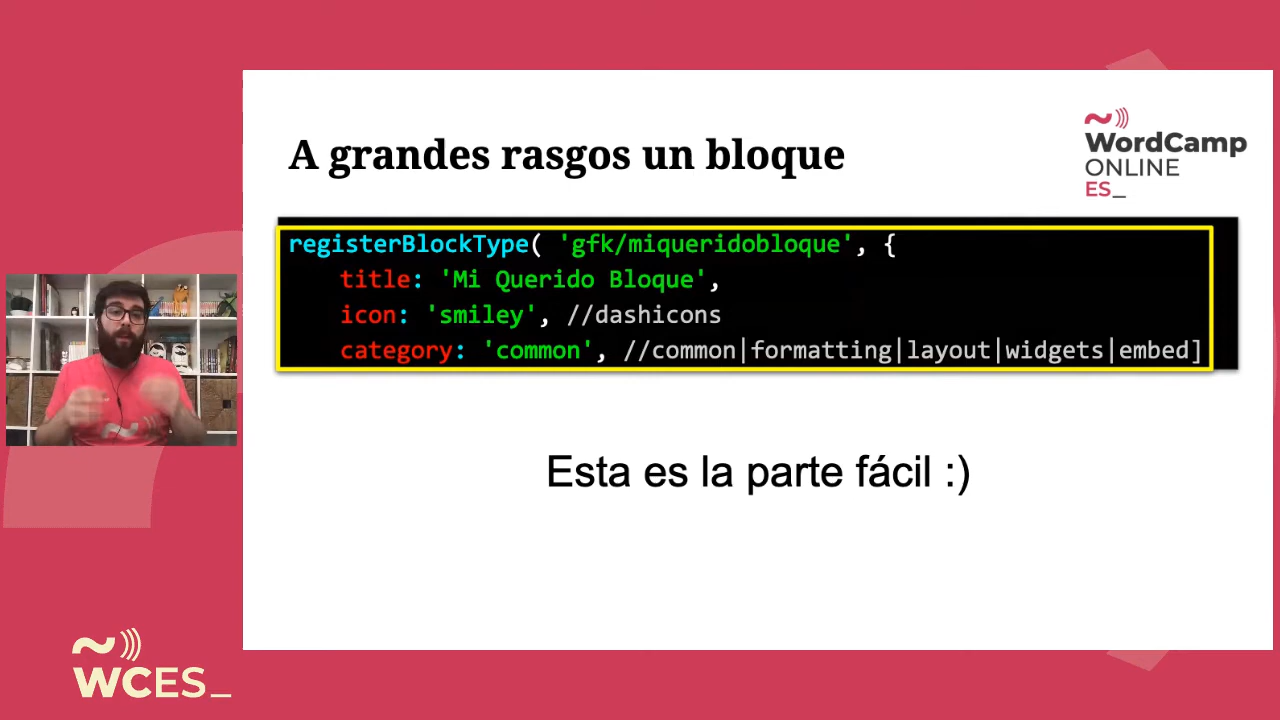 A grandes rasgos un bloque
WordCamp
ONLINE
ES_
registerBlockType( 'gfk/miqueridobloque', {
title: 'Mi Querido Bloque',
icon: 'smiley', //dashicons
category: 'common', //common|formatting|layout|widgets|embed]
Esta es la parte fácil :)
WCES_